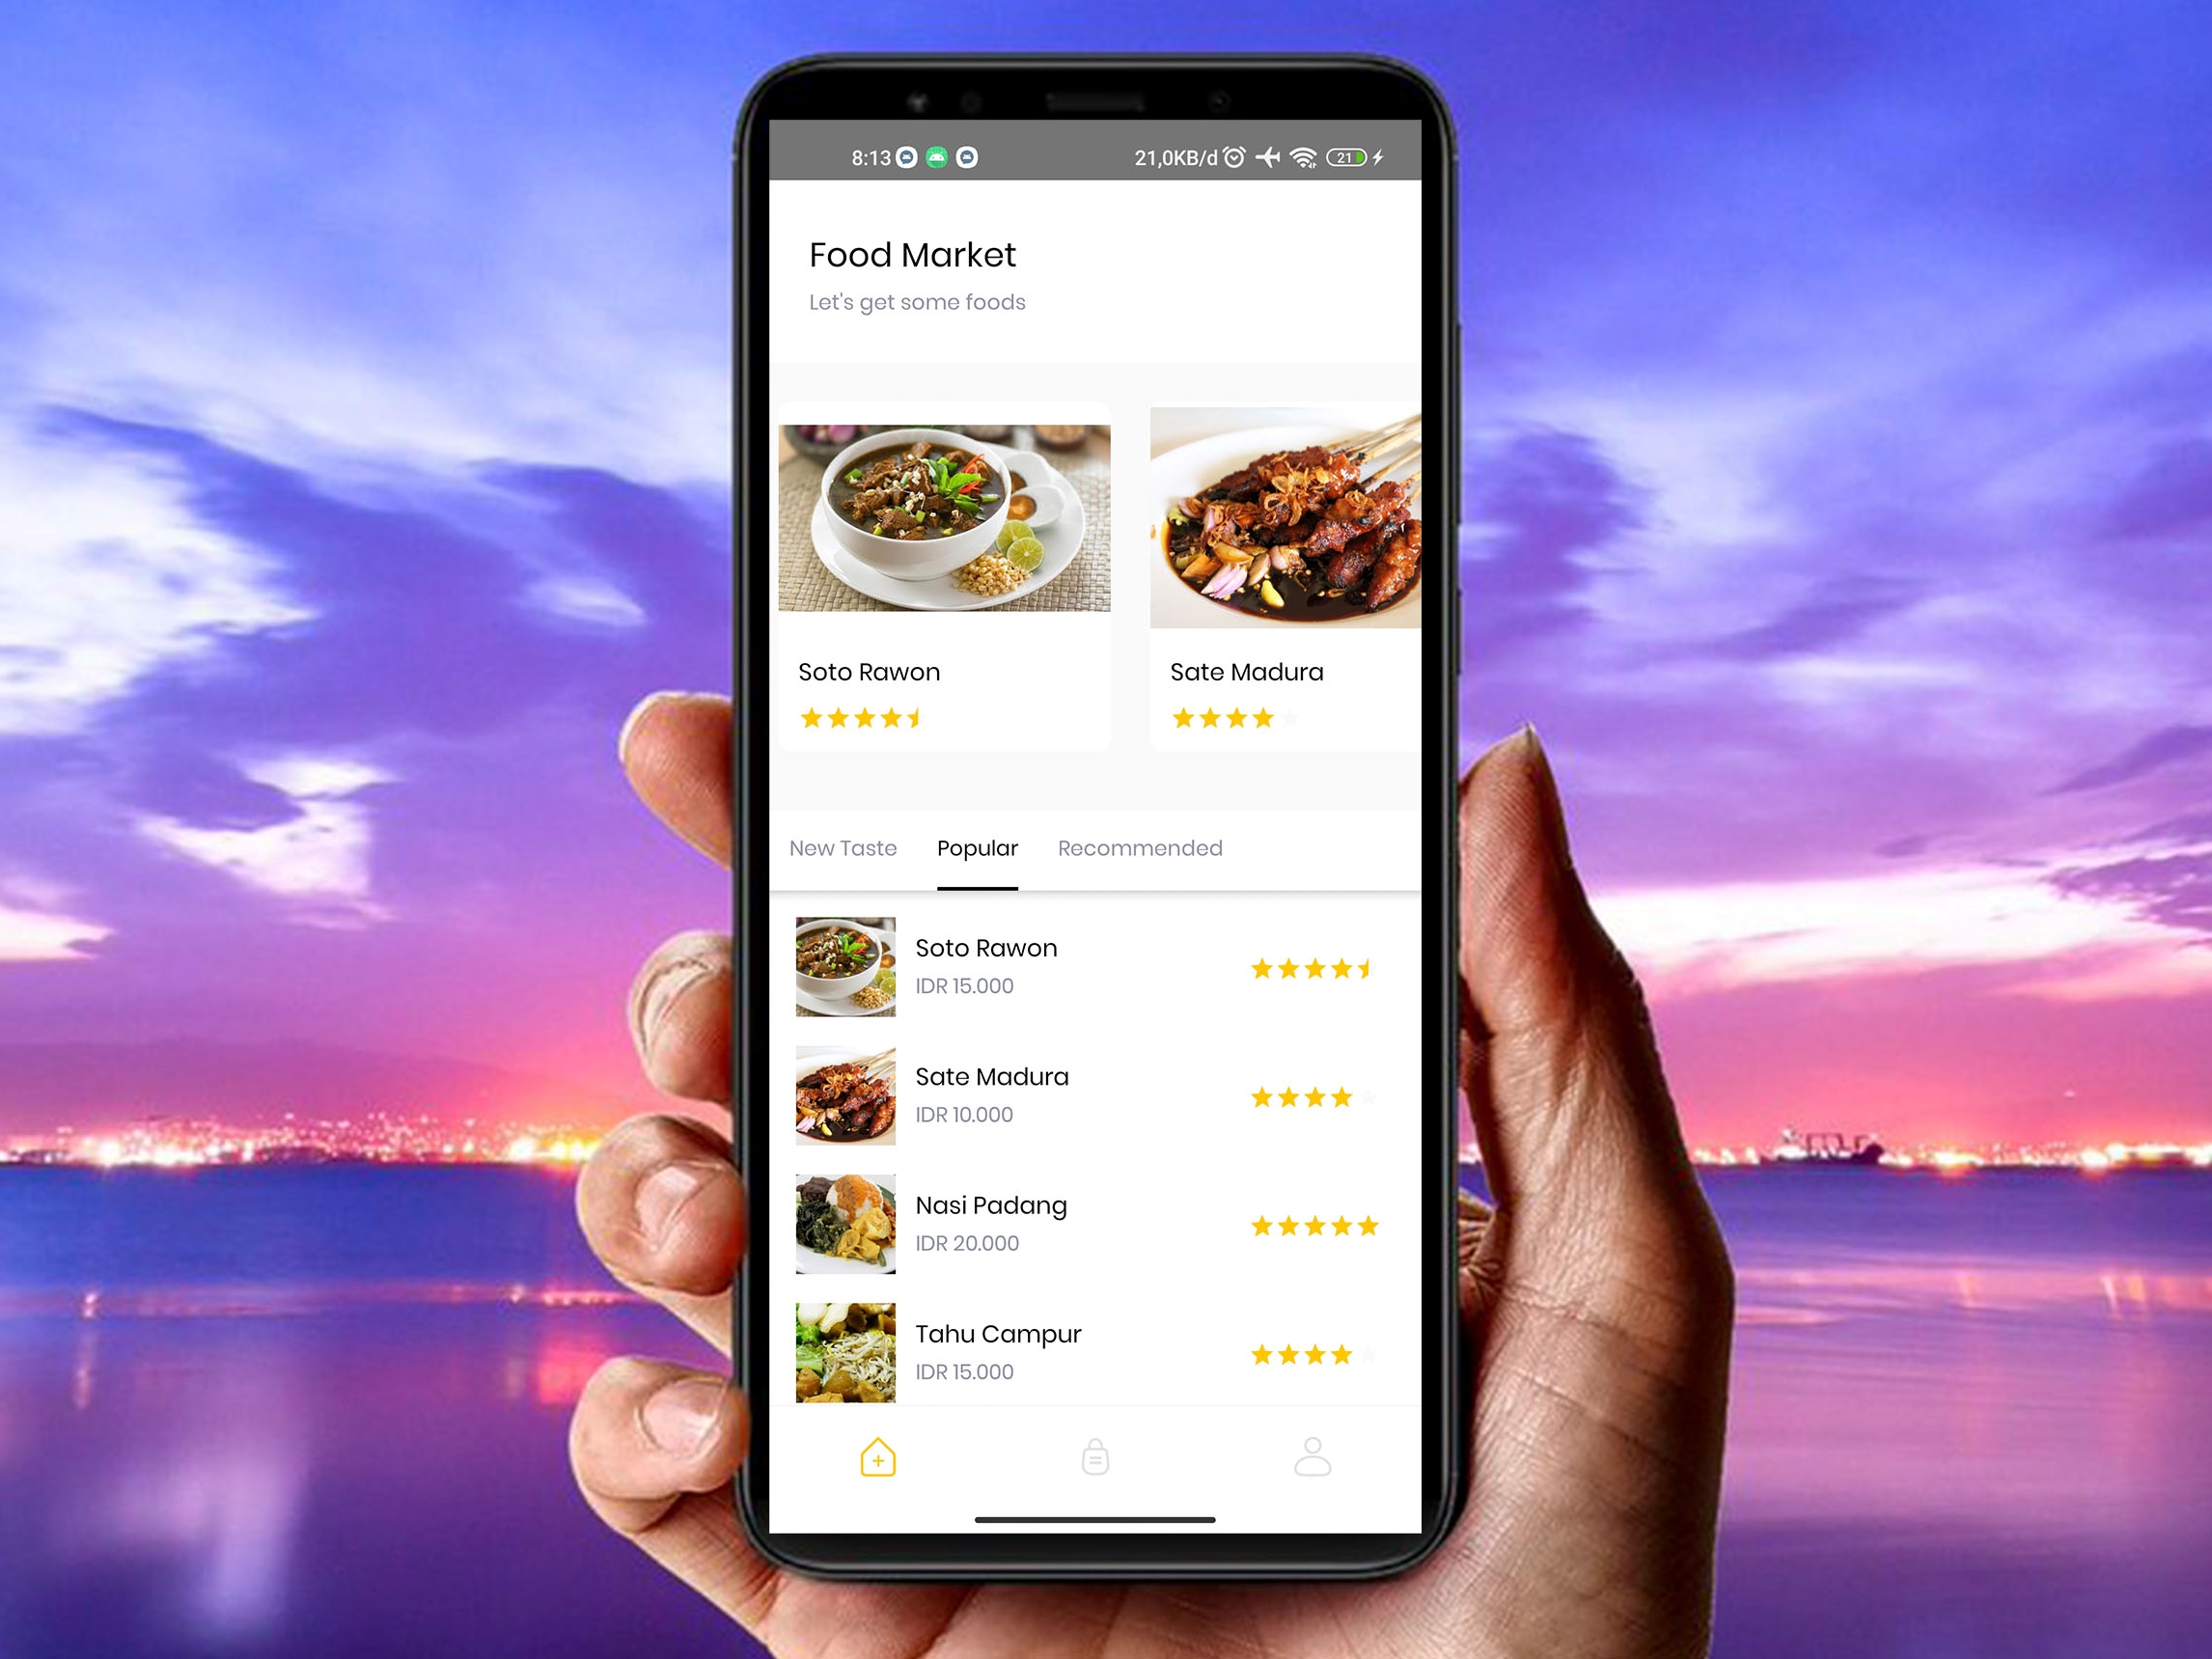 8:13
21,0KB/d
21
Food Market
Let's get some foods
Soto Rawon
Sate Madura
New Taste
Popular
Recommended
Soto Rawon
IDR 15.000
Sate Madura
IDR 10.000
Nasi Padang
IDR 20.000
Tahu Campur
IDR 15.000